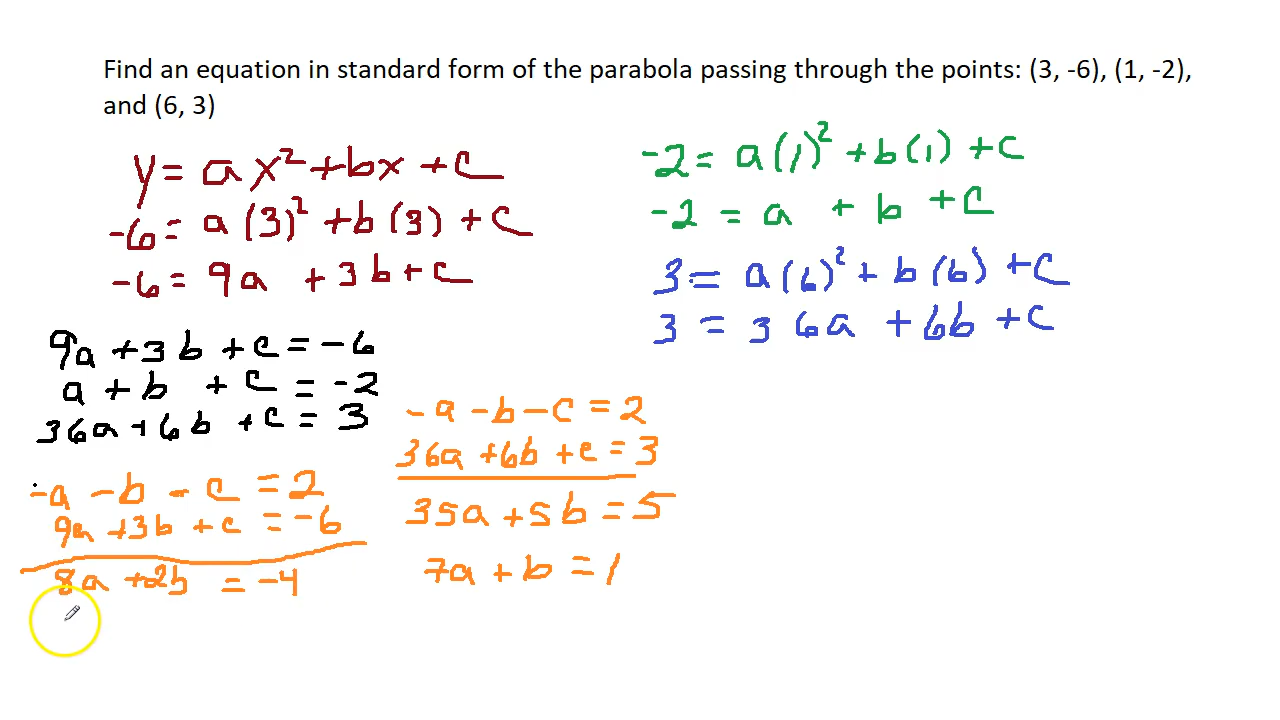 Find an equation in standard form of the parabola passing through the points: (3, -6), (1, -2),
and (6, 3)
y = ax² + bx + c
-6 = a(3)² + b(3) + c
-6 = 9a + 3b + c
-2 = a(1)² + b(1) + c
-2 = a + b + c
3 = a(6)² + b(6) + c
3 = 36a + 6b + c
9a + 3b + c = -6
a + b + c = -2
36a + 6b + c = 3
-a - b - c = 2
9a + 3b + c = -6
8a + 2b = -4
-a - b - c = 2
36a + 6b + c = 3
35a + 5b = 5
7a + b = 1